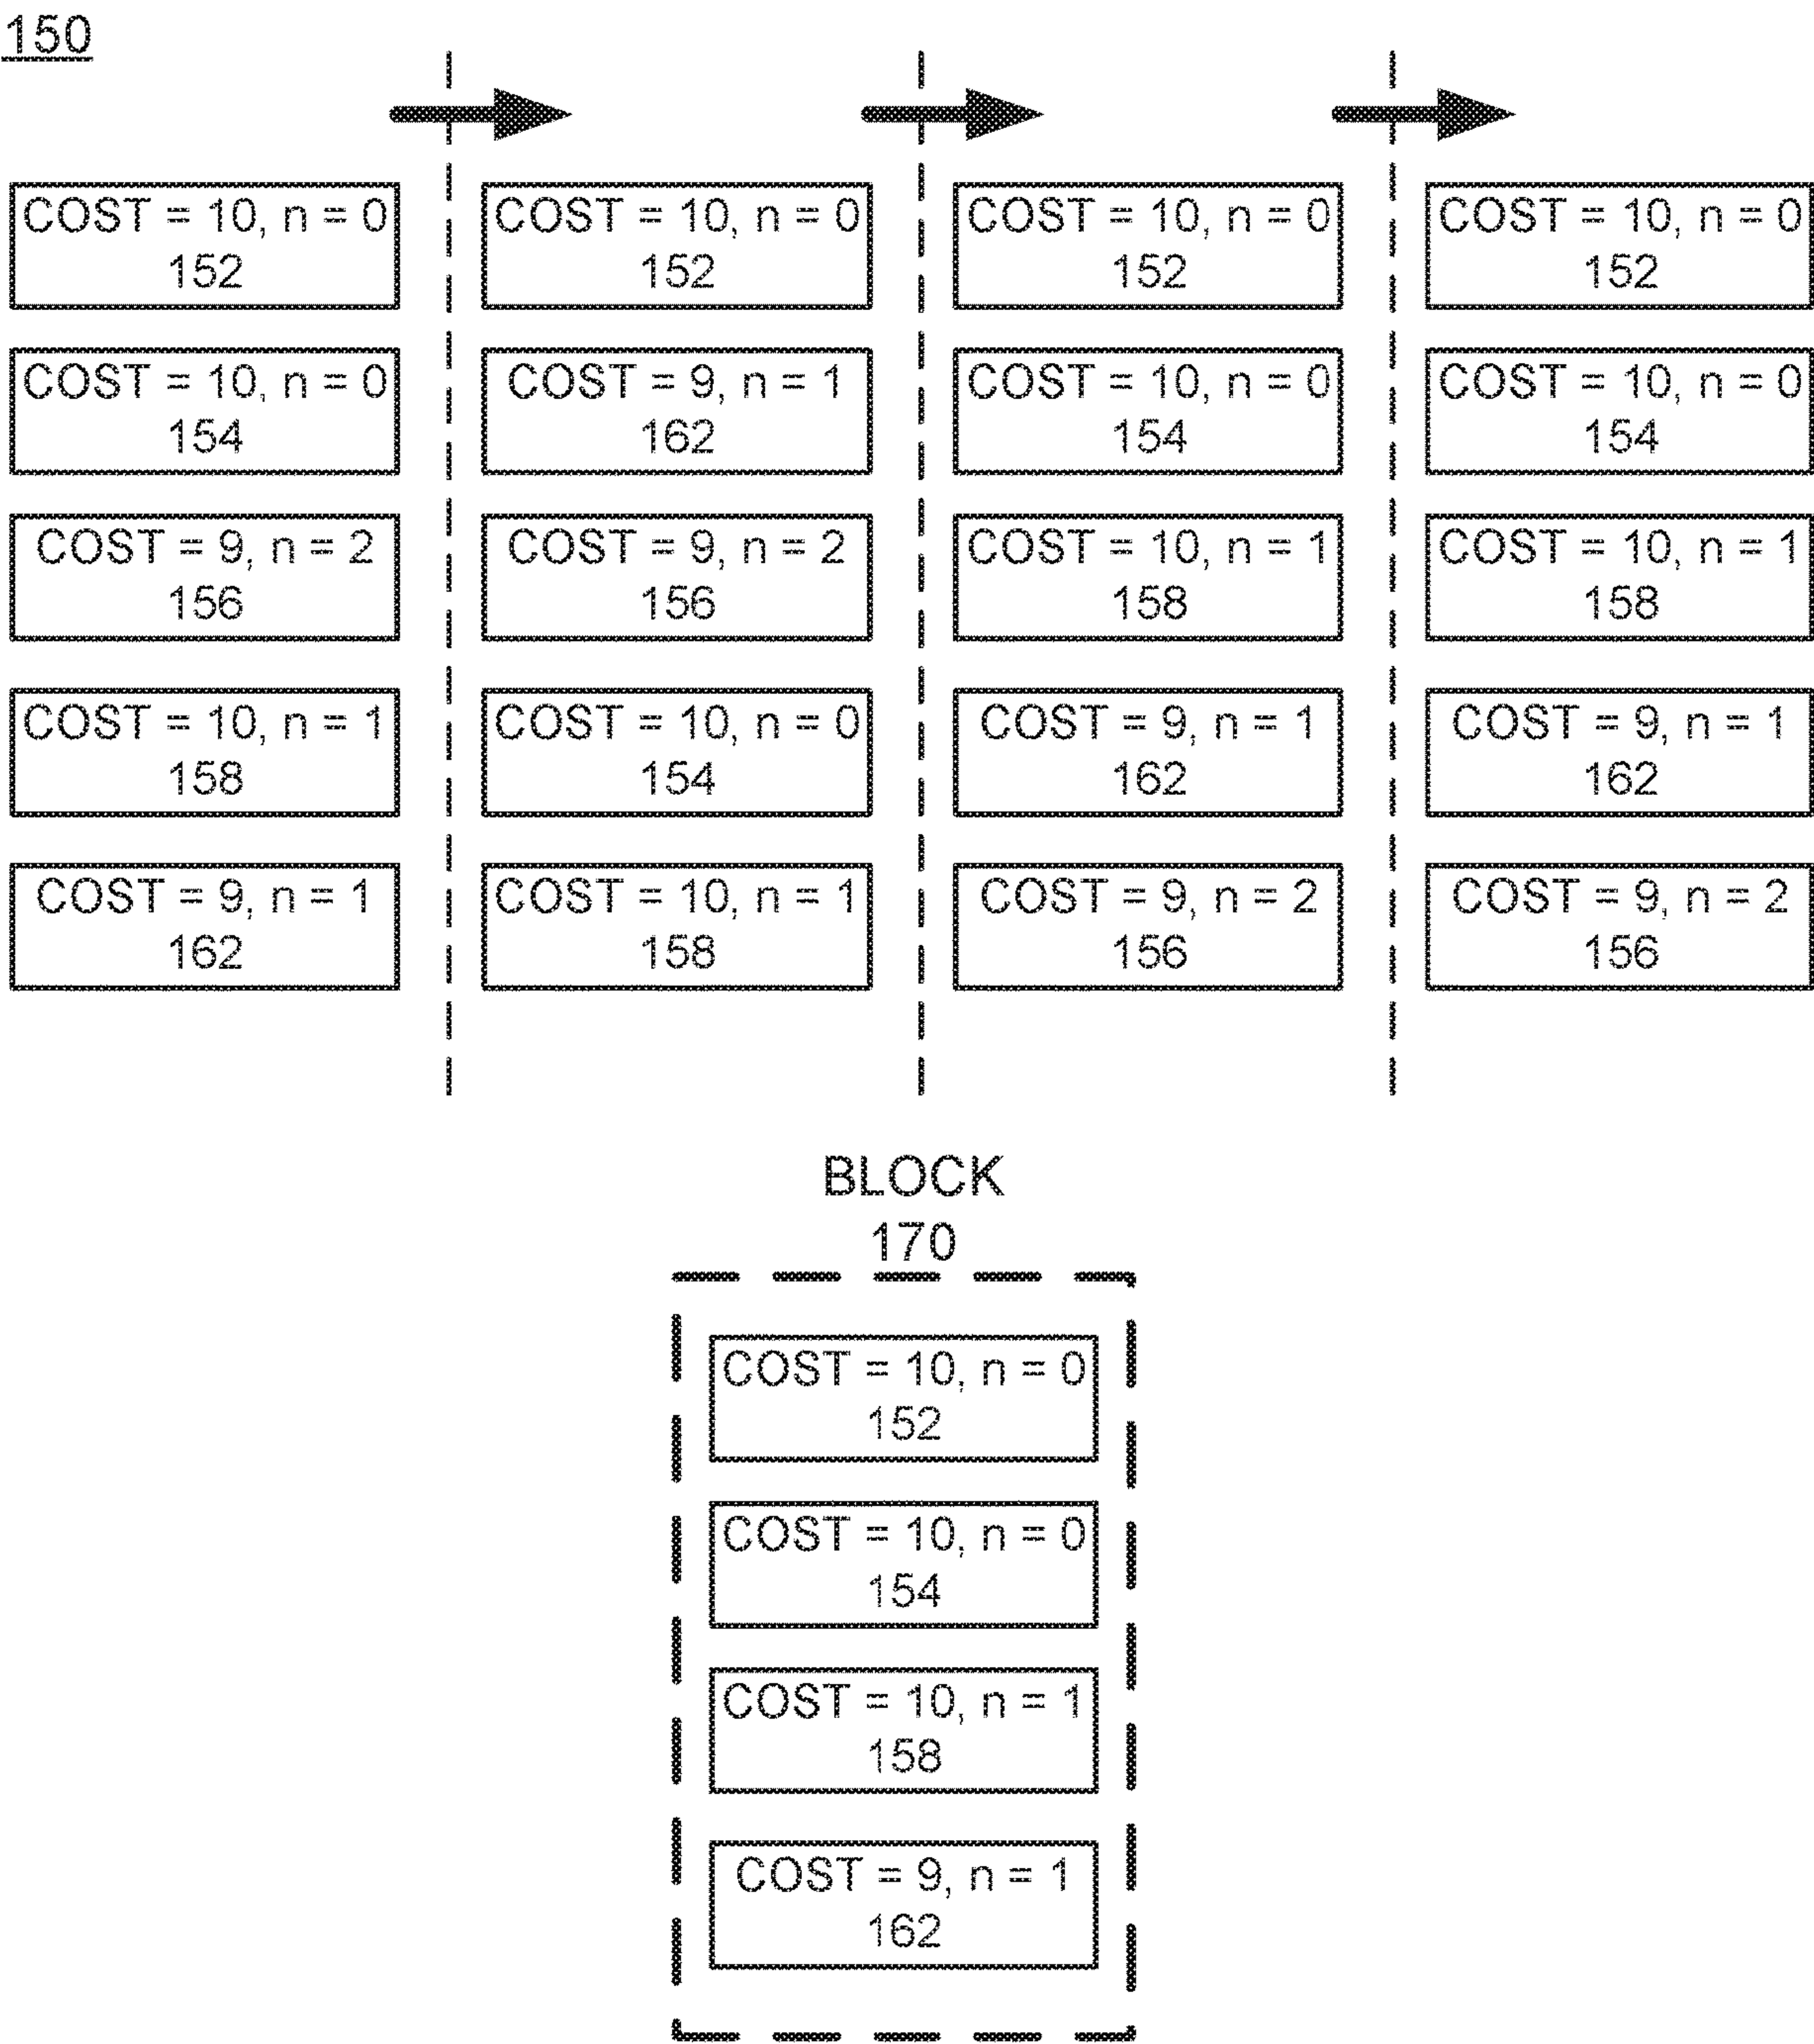 150
COST = 10, n = 0
152
COST = 10, n = 0
154
COST = 9, n = 2
156
COST = 10, n = 1
158
COST = 9, n = 1
162
COST = 10, n = 0
152
COST = 9, n = 1
162
COST = 9, n = 2
156
COST = 10, n = 0
154
COST = 10, n = 1
158
COST = 10, n = 0
152
COST = 10, n = 0
154
COST = 10, n = 1
158
COST = 9, n = 1
162
COST = 9, n = 2
156
COST = 10, n = 0
152
COST = 10, n = 0
154
COST = 10, n = 1
158
COST = 9, n = 1
162
COST = 9, n = 2
156
BLOCK
170
COST = 10, n = 0
152
COST = 10, n = 0
154
COST = 10, n = 1
158
COST = 9, n = 1
162